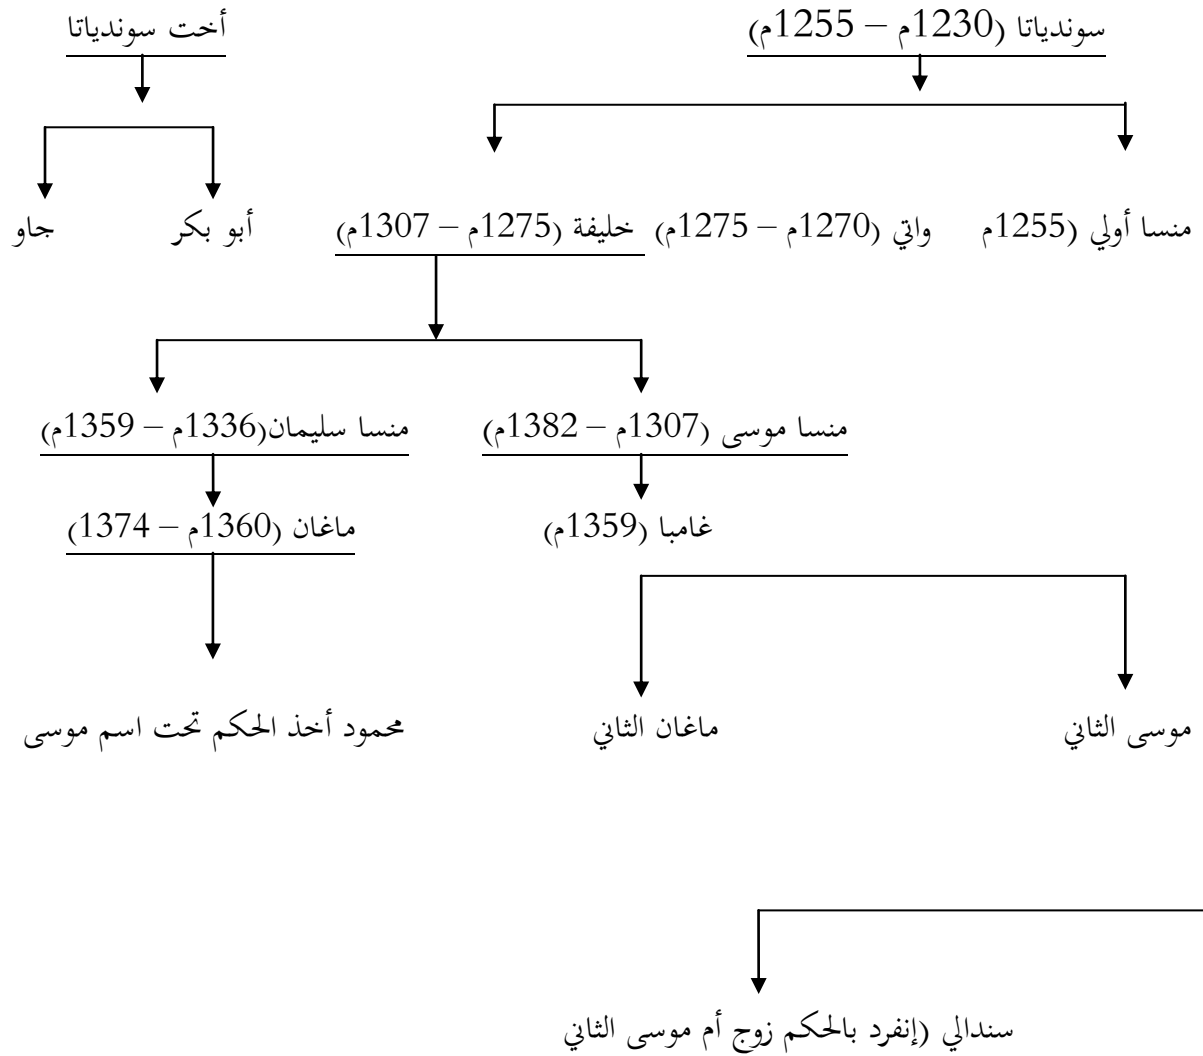 سوندياتا (1230م – 1255م) أخت سوندياتا
منسا أولي (1255م واتي (1270م – 1275م) خليفة (1275م – 1307م) أبو بكر جاو
منسا موسى (1307م – 1382م) منسا سليمان(1336م – 1359م)
غامبا (1359م) ماغان (1360م – 1374)
موسى الثاني ماغان الثاني محمود أخذ الحكم تحت اسم موسى
سندالي (إنفرد بالحكم زوج أم موسى الثاني